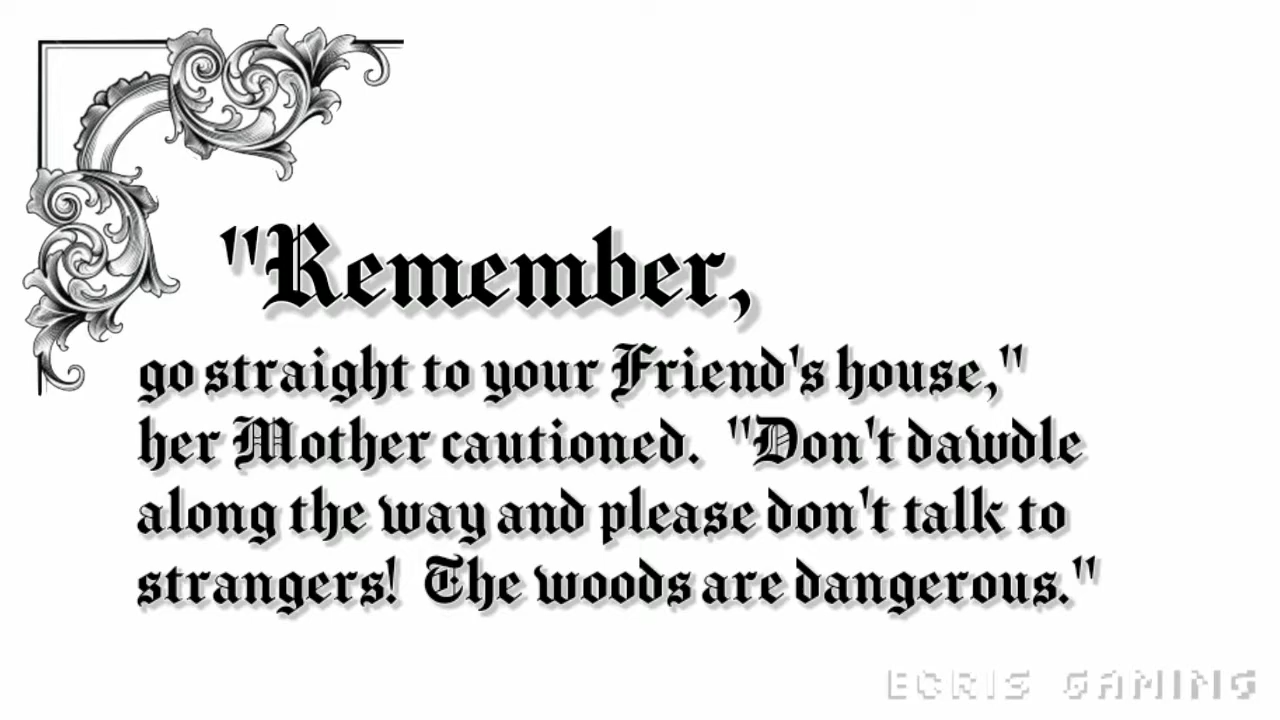 "Remember,
go straight to your Friend's house,"
her Mother cautioned. "Don't dawdle
along the way and please don't talk to
strangers! The woods are dangerous."
ECRIS GAMING